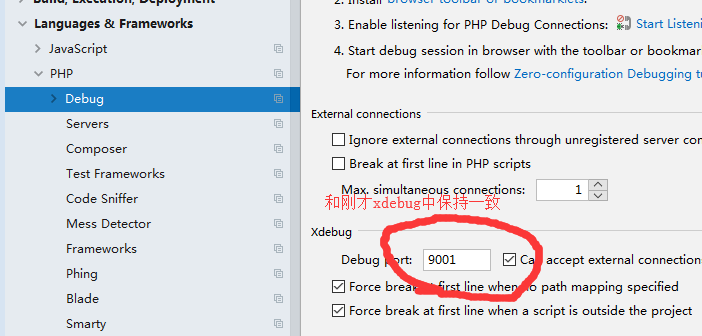 Build, Execution, Deployment
Languages & Frameworks
JavaScript
PHP
Debug
Servers
Composer
Test Frameworks
Code Sniffer
Mess Detector
Frameworks
Phing
Blade
Smarty
2. Install browser toolbar or bookmarklets.
3. Enable listening for PHP Debug Connections: Start Listeni
4. Start debug session in browser with the toolbar or bookmar
For more information follow Zero-configuration Debugging tu
External connections
Ignore external connections through unregistered server con
Break at first line in PHP scripts
Max. simultaneous connections: 1
和刚才xdebug中保持一致
Xdebug
Debug port: 9001 Can accept external connections
Force break at first line when no path mapping specified
Force break at first line when a script is outside the project